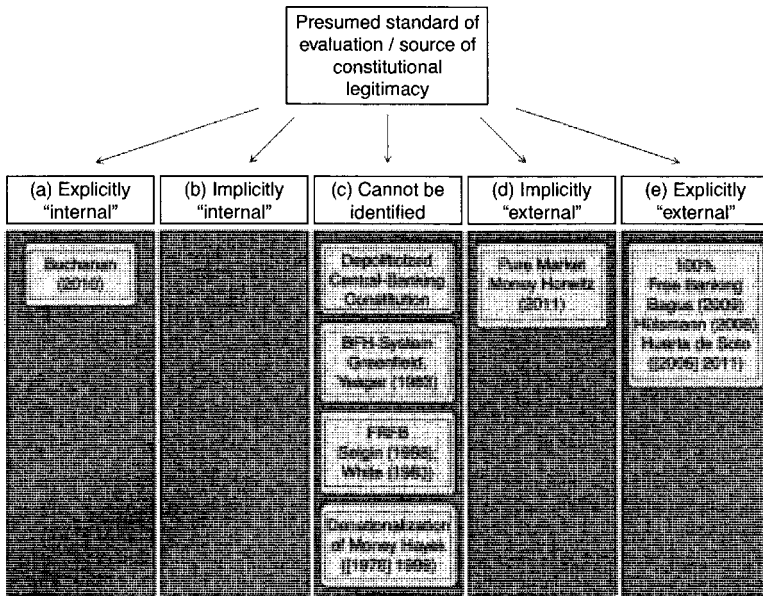 Presumed standard of
evaluation / source of
constitutional
legitimacy
(a) Explicitly
"internal"
(b) Implicitly
"internal"
(c) Cannot be
identified
(d) Implicitly
"external"
(e) Explicitly
"external"
Buchanan
(2010)
Depoliticized
Central-Banking
Constitution
BFH-System
Greenfield,
Yeager (1983)
FRFB
Selgin (1988)
White
Denationalization
of Money Hayek
([1976] 1990)
Pure Market
Money Horwitz
(2011)
100%
Free Banking
Bagus (2009)
Hülsmann (2008)
Huerta de Soto
([2006] 2011)